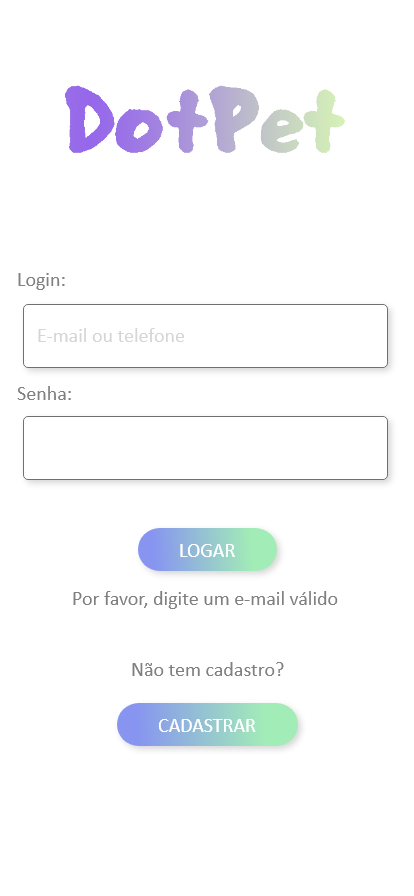 DotPet
Login:
E-mail ou telefone
Senha:
LOGAR
Por favor, digite um e-mail válido
Não tem cadastro?
CADASTRAR